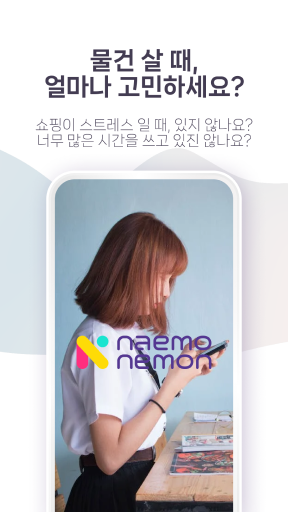 물건 살 때,
얼마나 고민하세요?
쇼핑이 스트레스 일 때, 있지 않나요?
너무 많은 시간을 쓰고 있진 않나요?
naemo
nemon